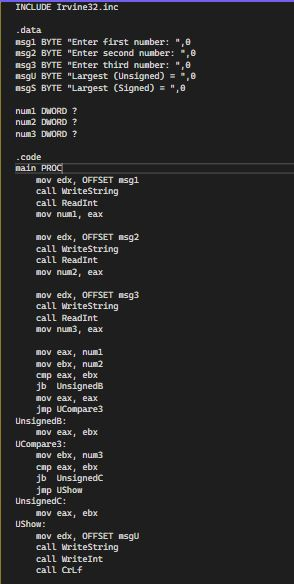 INCLUDE Irvine32.inc

.data
msg1 BYTE "Enter first number: ",0
msg2 BYTE "Enter second number: ",0
msg3 BYTE "Enter third number: ",0
msgU BYTE "Largest (Unsigned) = ",0
msgS BYTE "Largest (Signed) = ",0

num1 DWORD ?
num2 DWORD ?
num3 DWORD ?

.code
main PROC
    mov edx, OFFSET msg1
    call WriteString
    call ReadInt
    mov num1, eax

    mov edx, OFFSET msg2
    call WriteString
    call ReadInt
    mov num2, eax

    mov edx, OFFSET msg3
    call WriteString
    call ReadInt
    mov num3, eax

    mov eax, num1
    mov ebx, num2
    cmp eax, ebx
    jb  UnsignedB
    mov eax, eax
    jmp UCompare3
UnsignedB:
    mov eax, ebx
UCompare3:
    mov ebx, num3
    cmp eax, ebx
    jb  UnsignedC
    jmp UShow
UnsignedC:
    mov eax, ebx
UShow:
    mov edx, OFFSET msgU
    call WriteString
    call WriteInt
    call CrLf